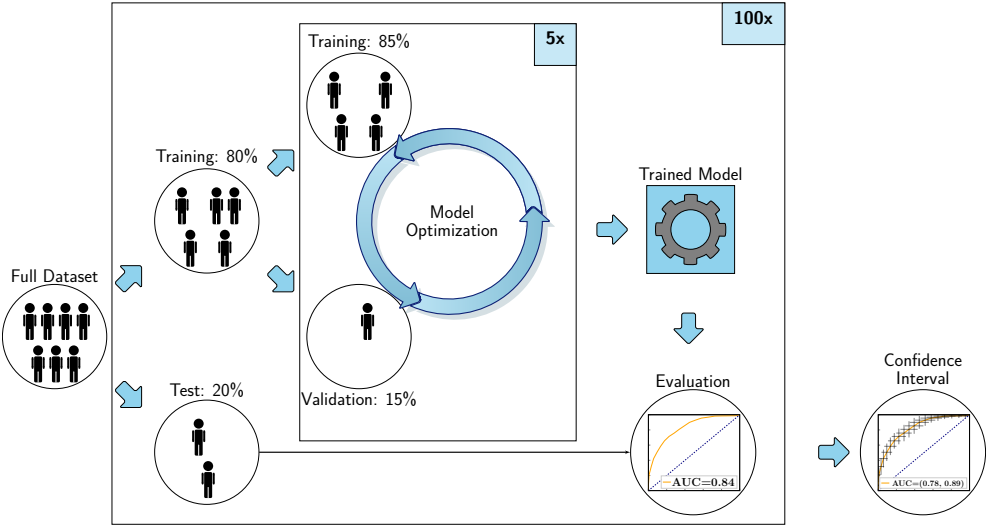 100x
5x
Training: 85%
Training: 80%
Model
Optimization
Trained Model
Full Dataset
Validation: 15%
Test: 20%
Evaluation
AUC=0.84
Confidence
Interval
AUC=(0.78, 0.89)